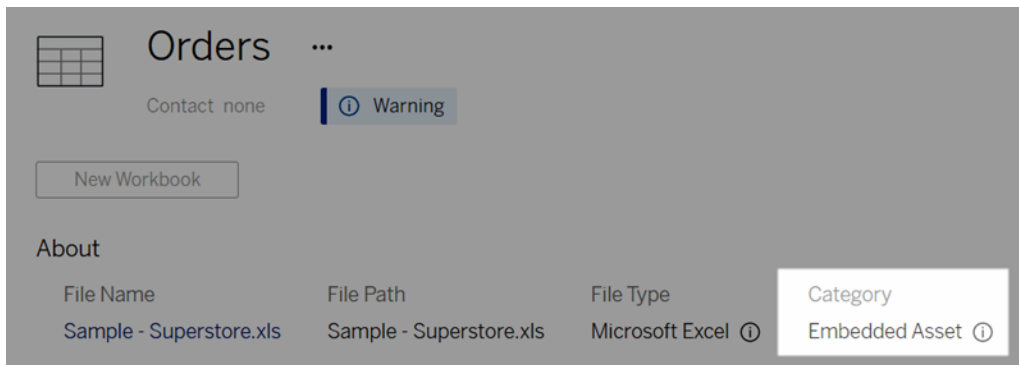 Orders ...
Contact none
Warning
New Workbook
About
File Name File Path File Type Category
Sample - Superstore.xls Sample - Superstore.xls Microsoft Excel Embedded Asset